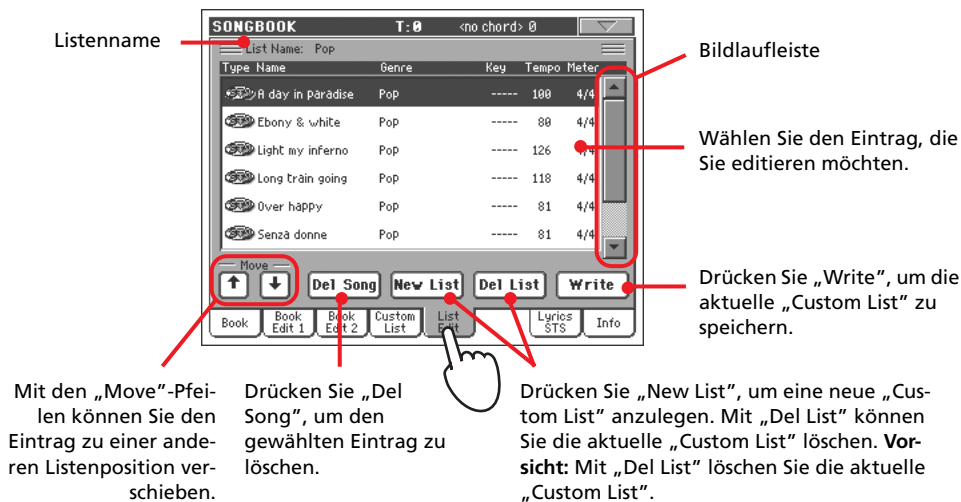 Listenname
SONGBOOK T:0 <no chord> 0
List Name: Pop
Type Name Genre Key Tempo Meter
A day in paradise Pop ----- 100 4/4
Ebony & white Pop ----- 80 4/4
Light my inferno Pop ----- 126 4/4
Long train going Pop ----- 118 4/4
Over happy Pop ----- 81 4/4
Senza donne Pop ----- 81 4/4
Move
Del Song New List Del List Write
Book
Book
Edit 1
Book
Edit 2
Custom
List
List
Edit
Lyrics
STS
Info
Bildlaufleiste
Wählen Sie den Eintrag, die
Sie editieren möchten.
Drücken Sie „Write”, um die
aktuelle „Custom List” zu
speichern.
Mit den „Move”-Pfei-
len können Sie den
Eintrag zu einer ande-
ren Listenposition ver-
schieben.
Drücken Sie „Del
Song”, um den
gewählten Eintrag zu
löschen.
Drücken Sie „New List”, um eine neue „Cus-
tom List” anzulegen. Mit „Del List” können
Sie die aktuelle „Custom List” löschen. Vor-
sicht: Mit „Del List” löschen Sie die aktuelle
„Custom List”.